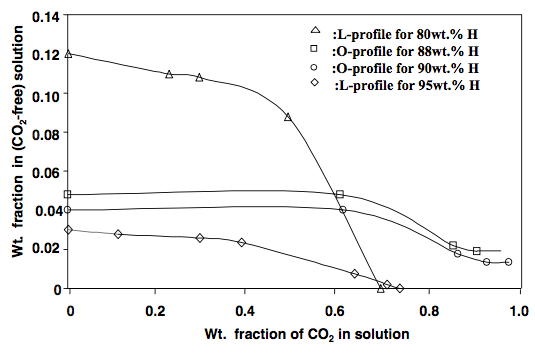 0.14
0.12
0.10
0.08
0.06
0.04
0.02
0
Wt. fraction in (CO₂-free) solution
:L-profile for 80wt.% H
:O-profile for 88wt.% H
:O-profile for 90wt.% H
:L-profile for 95wt.% H
0 0.2 0.4 0.6 0.8 1.0
Wt. fraction of CO₂ in solution